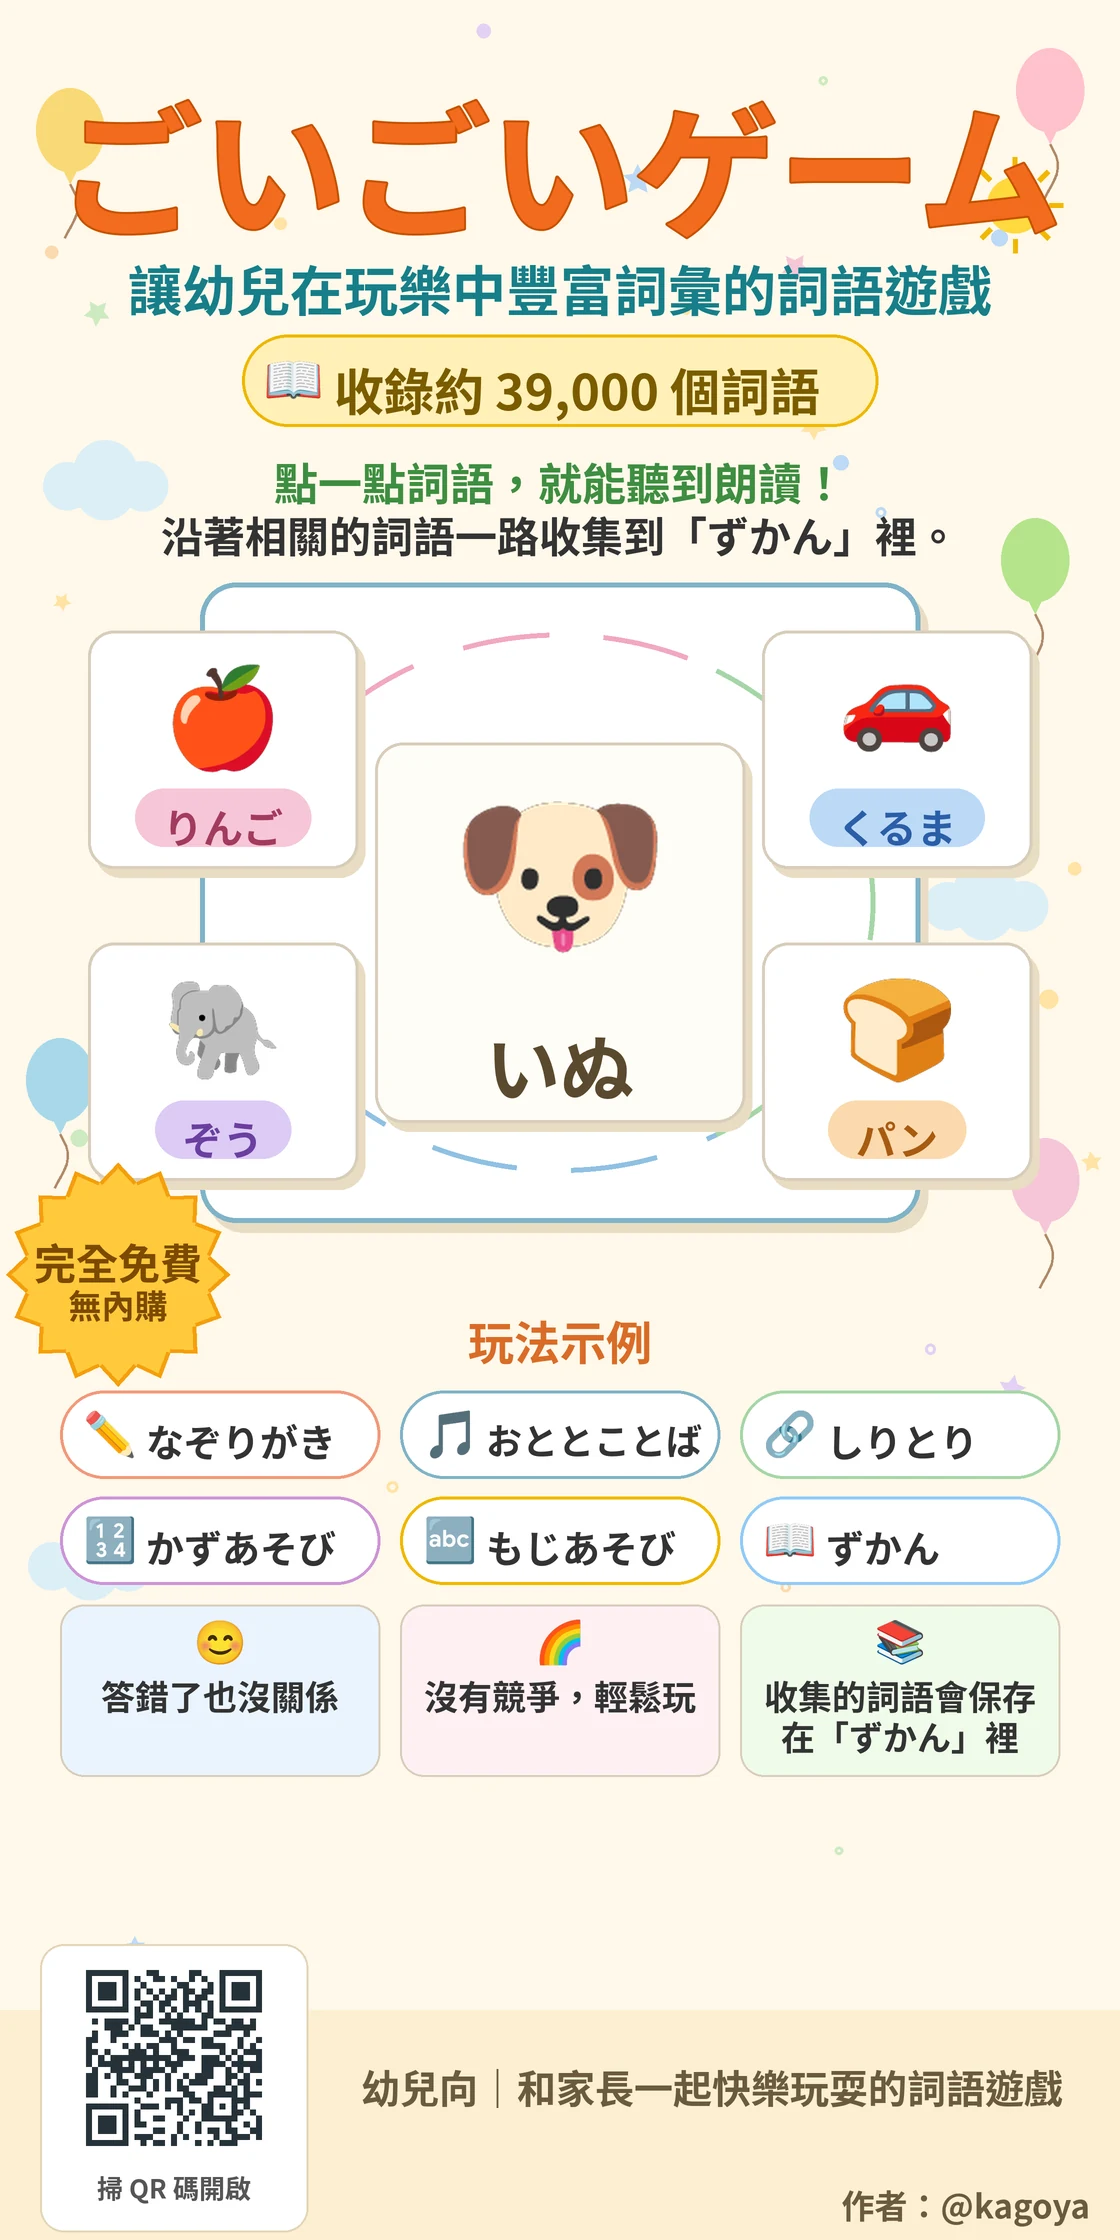 ごいごいゲーム
讓幼兒在玩樂中豐富詞彙的詞語遊戲
收錄約 39,000 個詞語
點一點詞語，就能聽到朗讀！
沿著相關的詞語一路收集到「ずかん」裡。
りんご
くるま
いぬ
ぞう
パン
完全免費
無內購
玩法示例
なぞりがき
おととことば
しりとり
1 2 3 4
かずあそび
abc
もじあそび
ずかん
答錯了也沒關係
沒有競爭，輕鬆玩
收集的詞語會保存
在「ずかん」裡
幼兒向｜和家長一起快樂玩耍的詞語遊戲
掃 QR 碼開啟
作者：@kagoya